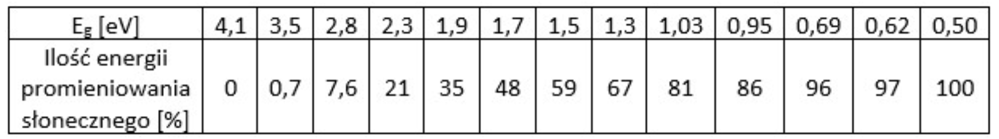 E_g [eV] 4,1 3,5 2,8 2,3 1,9 1,7 1,5 1,3 1,03 0,95 0,69 0,62 0,50
Ilość energii
promieniowania 0 0,7 7,6 21 35 48 59 67 81 86 96 97 100
słonecznego [%]